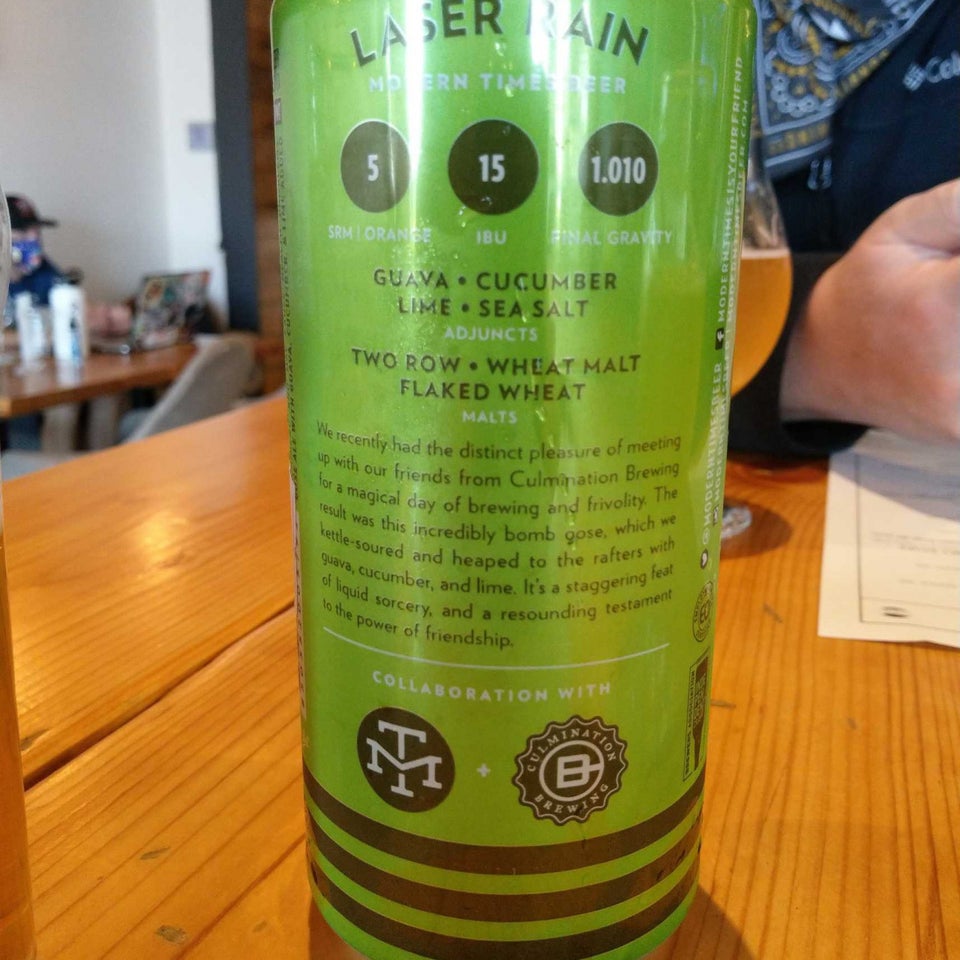 LASER RAIN
MODERN TIMES BEER
5
15
1.010
SRM | ORANGE
IBU
FINAL GRAVITY
GUAVA • CUCUMBER
LIME • SEA SALT
ADJUNCTS
TWO ROW • WHEAT MALT
FLAKED WHEAT
MALTS
We recently had the distinct pleasure of meeting
up with our friends from Culmination Brewing
for a magical day of brewing and frivolity. The
result was this incredibly bomb gose, which we
kettle-soured and heaped to the rafters with
guava, cucumber, and lime. It's a staggering feat
of liquid sorcery, and a resounding testament
to the power of friendship.
COLLABORATION WITH
TM
+
CULMINATION
CB
BREWING
MODERNTIMESISYOURFRIEND
@MODERNTIMESBEER
Col